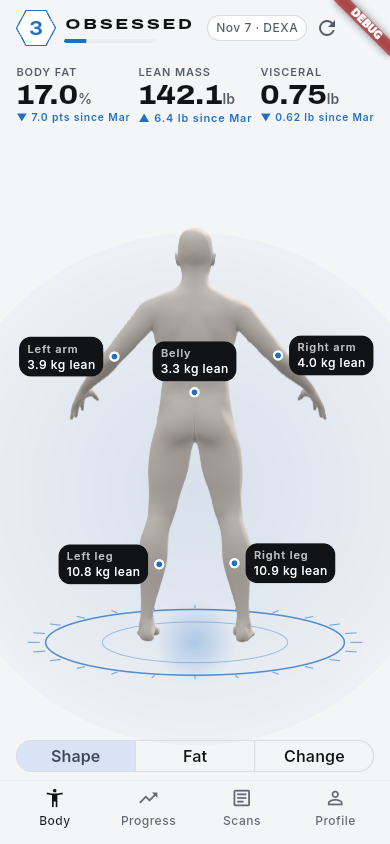 3 OBSESSED
Nov 7 · DEXA
DEBUG
BODY FAT
17.0%
▼ 7.0 pts since Mar
LEAN MASS
142.1lb
▲ 6.4 lb since Mar
VISCERAL
0.75lb
▼ 0.62 lb since Mar
Left arm
3.9 kg lean
Belly
3.3 kg lean
Right arm
4.0 kg lean
Left leg
10.8 kg lean
Right leg
10.9 kg lean
Shape
Fat
Change
Body
Progress
Scans
Profile